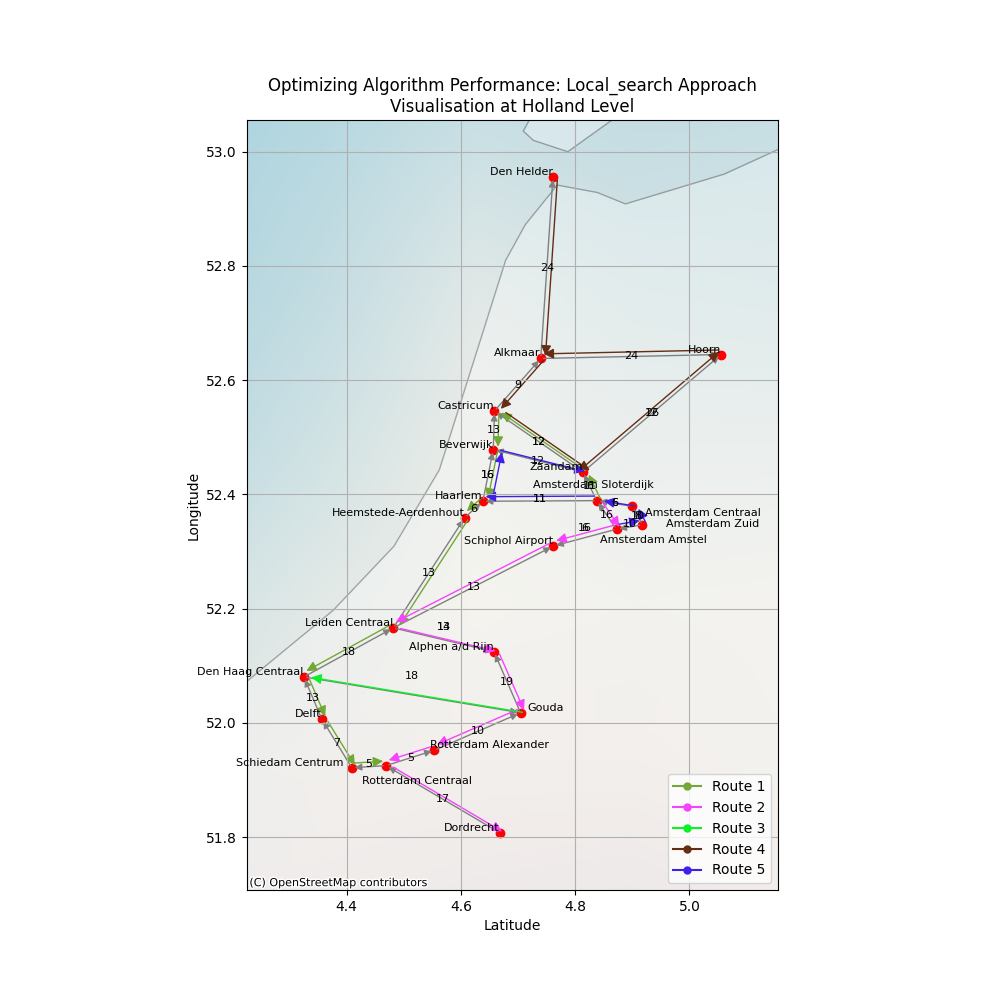 Optimizing Algorithm Performance: Local_search Approach
Visualisation at Holland Level
Longitude
53.0
52.8
52.6
52.4
52.2
52.0
51.8
Den Helder
24
Alkmaar
24
Hoorn
9
Castricum
13
12
26
Beverwijk
12
16
Zaandam
Haarlem
11
Amsterdam Sloterdijk
6
6
Heemstede-Aerdenhout
16
Amsterdam Centraal
Amsterdam Zuid
Amsterdam Amstel
Schiphol Airport
13
13
Leiden Centraal
18
Alphen a/d Rijn
Den Haag Centraal
18
19
13
Delft
Gouda
10
7
Rotterdam Alexander
5
5
Schiedam Centrum
Rotterdam Centraal
17
Dordrecht
Route 1
Route 2
Route 3
Route 4
Route 5
(C) OpenStreetMap contributors
4.4
4.6
4.8
5.0
Latitude